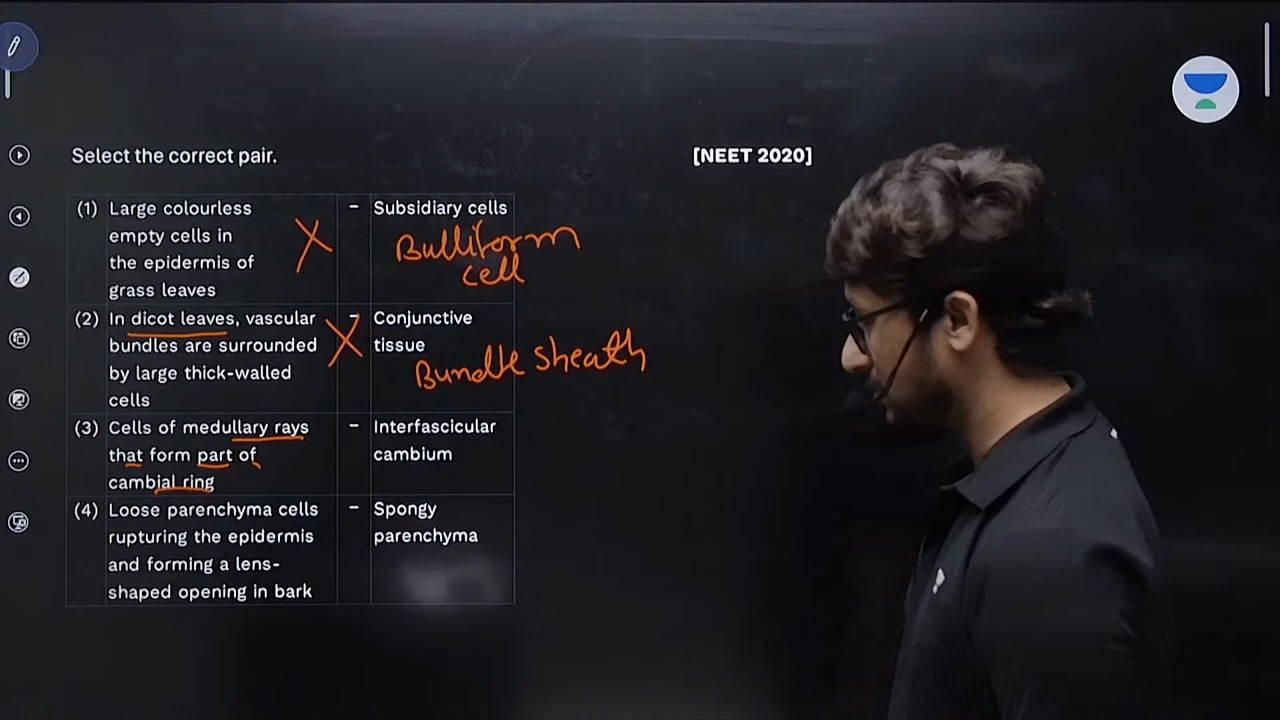 Select the correct pair.
[NEET 2020]
(1) Large colourless - Subsidiary cells
empty cells in
the epidermis of
grass leaves
Bulliform
cell
(2) In dicot leaves, vascular - Conjunctive
bundles are surrounded tissue
by large thick-walled
cells
Bundle Sheath
(3) Cells of medullary rays - Interfascicular
that form part of cambium
cambial ring
(4) Loose parenchyma cells - Spongy
rupturing the epidermis parenchyma
and forming a lens-
shaped opening in bark